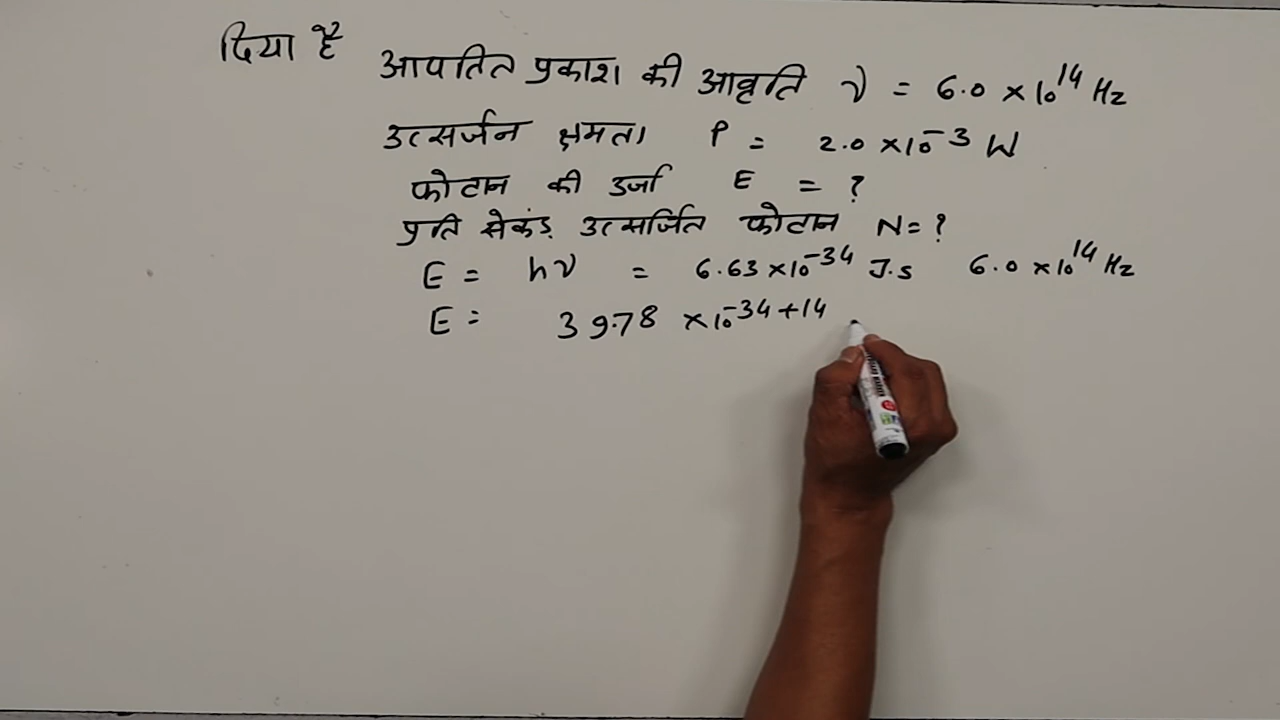 दिया है
आपतित प्रकाश की आवृति ν = 6.0 ×10¹⁴ Hz
उत्सर्जन क्षमता P = 2.0 ×10⁻³ W
फोटान की उर्जा E = ?
प्रति सेकंड़ उत्सर्जित फोटान N = ?
E = hν = 6.63 ×10⁻³⁴ J.s 6.0 ×10¹⁴ Hz
E = 39.78 ×10⁻³⁴⁺¹⁴